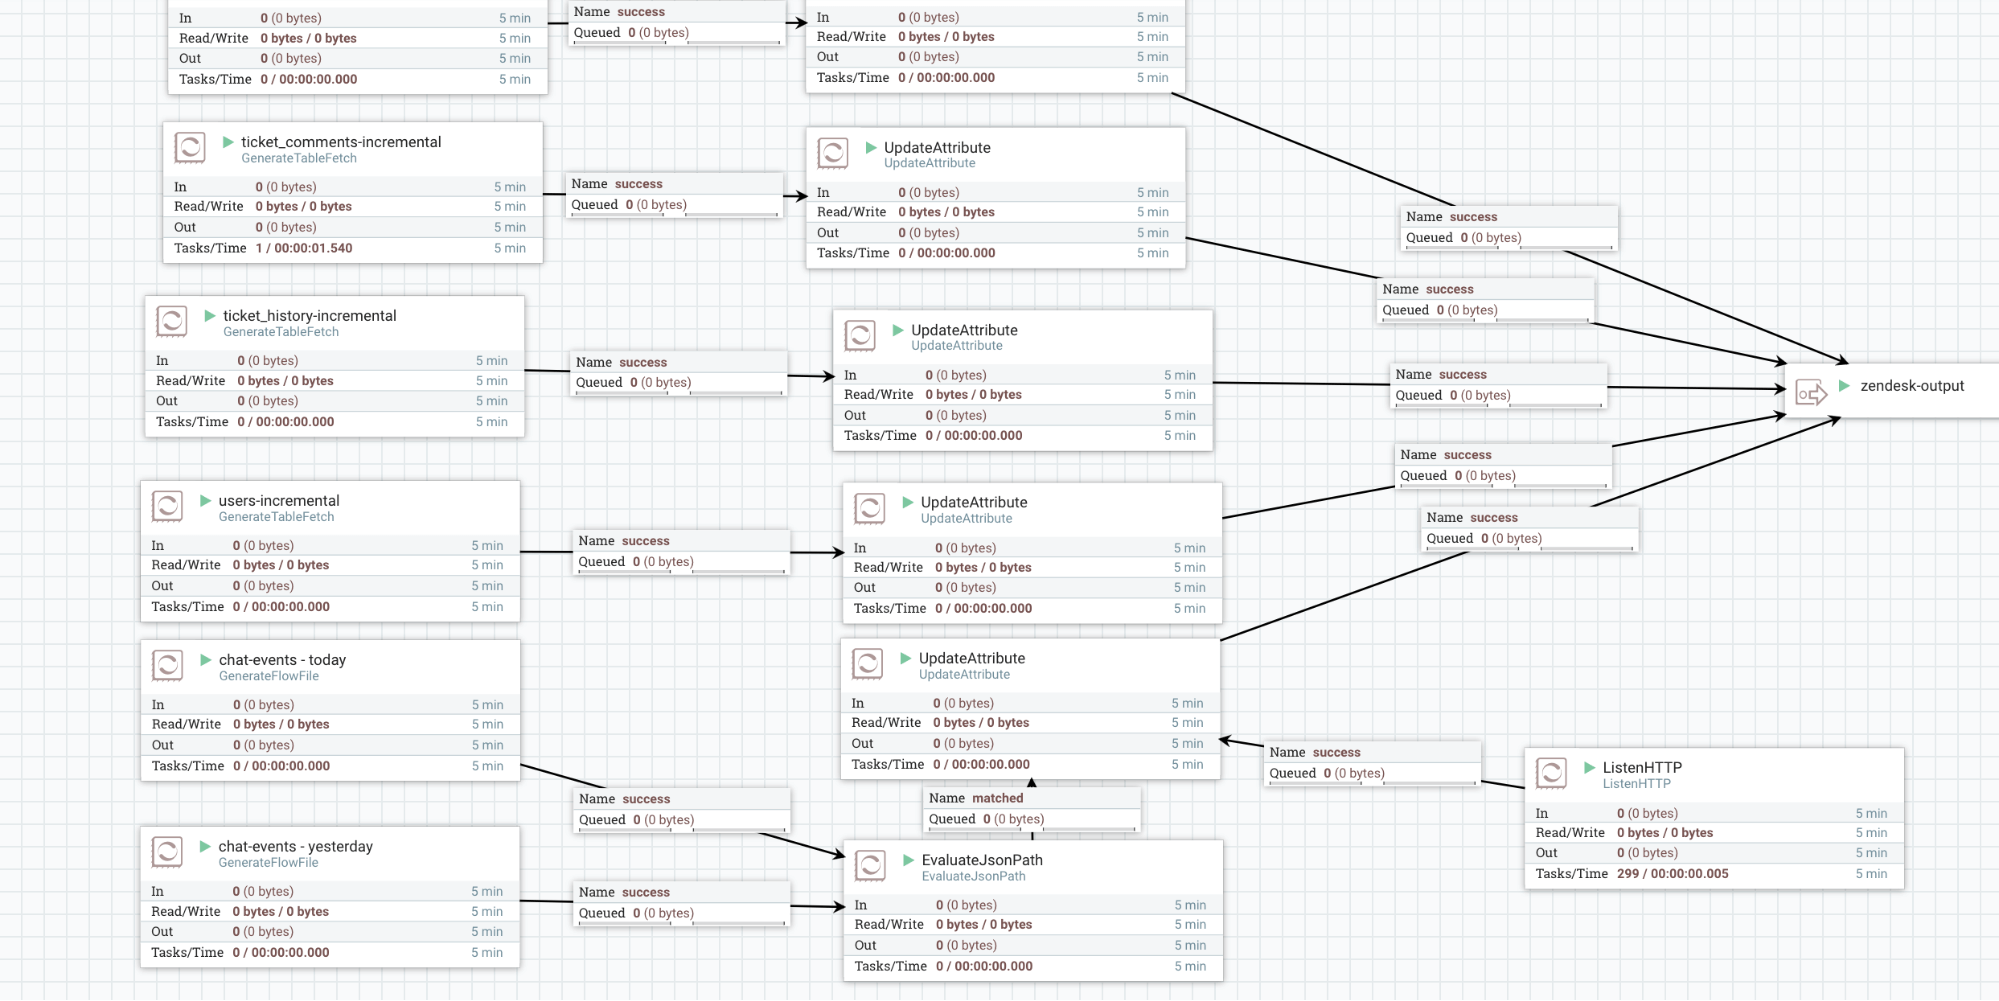 In 0 (0 bytes) 5 min
Read/Write 0 bytes / 0 bytes 5 min
Out 0 (0 bytes) 5 min
Tasks/Time 0 / 00:00:00.000 5 min
Name success
Queued 0 (0 bytes)
In 0 (0 bytes) 5 min
Read/Write 0 bytes / 0 bytes 5 min
Out 0 (0 bytes) 5 min
Tasks/Time 0 / 00:00:00.000 5 min
ticket_comments-incremental
GenerateTableFetch
In 0 (0 bytes) 5 min
Read/Write 0 bytes / 0 bytes 5 min
Out 0 (0 bytes) 5 min
Tasks/Time 1 / 00:00:01.540 5 min
Name success
Queued 0 (0 bytes)
UpdateAttribute
UpdateAttribute
In 0 (0 bytes) 5 min
Read/Write 0 bytes / 0 bytes 5 min
Out 0 (0 bytes) 5 min
Tasks/Time 0 / 00:00:00.000 5 min
Name success
Queued 0 (0 bytes)
Name success
Queued 0 (0 bytes)
ticket_history-incremental
GenerateTableFetch
In 0 (0 bytes) 5 min
Read/Write 0 bytes / 0 bytes 5 min
Out 0 (0 bytes) 5 min
Tasks/Time 0 / 00:00:00.000 5 min
Name success
Queued 0 (0 bytes)
UpdateAttribute
UpdateAttribute
In 0 (0 bytes) 5 min
Read/Write 0 bytes / 0 bytes 5 min
Out 0 (0 bytes) 5 min
Tasks/Time 0 / 00:00:00.000 5 min
Name success
Queued 0 (0 bytes)
zendesk-output
Name success
Queued 0 (0 bytes)
users-incremental
GenerateTableFetch
In 0 (0 bytes) 5 min
Read/Write 0 bytes / 0 bytes 5 min
Out 0 (0 bytes) 5 min
Tasks/Time 0 / 00:00:00.000 5 min
Name success
Queued 0 (0 bytes)
UpdateAttribute
UpdateAttribute
In 0 (0 bytes) 5 min
Read/Write 0 bytes / 0 bytes 5 min
Out 0 (0 bytes) 5 min
Tasks/Time 0 / 00:00:00.000 5 min
Name success
Queued 0 (0 bytes)
chat-events - today
GenerateFlowFile
In 0 (0 bytes) 5 min
Read/Write 0 bytes / 0 bytes 5 min
Out 0 (0 bytes) 5 min
Tasks/Time 0 / 00:00:00.000 5 min
UpdateAttribute
UpdateAttribute
In 0 (0 bytes) 5 min
Read/Write 0 bytes / 0 bytes 5 min
Out 0 (0 bytes) 5 min
Tasks/Time 0 / 00:00:00.000 5 min
Name success
Queued 0 (0 bytes)
ListenHTTP
ListenHTTP
In 0 (0 bytes) 5 min
Read/Write 0 bytes / 0 bytes 5 min
Out 0 (0 bytes) 5 min
Tasks/Time 299 / 00:00:00.005 5 min
Name success
Queued 0 (0 bytes)
Name matched
Queued 0 (0 bytes)
chat-events - yesterday
GenerateFlowFile
In 0 (0 bytes) 5 min
Read/Write 0 bytes / 0 bytes 5 min
Out 0 (0 bytes) 5 min
Tasks/Time 0 / 00:00:00.000 5 min
Name success
Queued 0 (0 bytes)
EvaluateJsonPath
EvaluateJsonPath
In 0 (0 bytes) 5 min
Read/Write 0 bytes / 0 bytes 5 min
Out 0 (0 bytes) 5 min
Tasks/Time 0 / 00:00:00.000 5 min